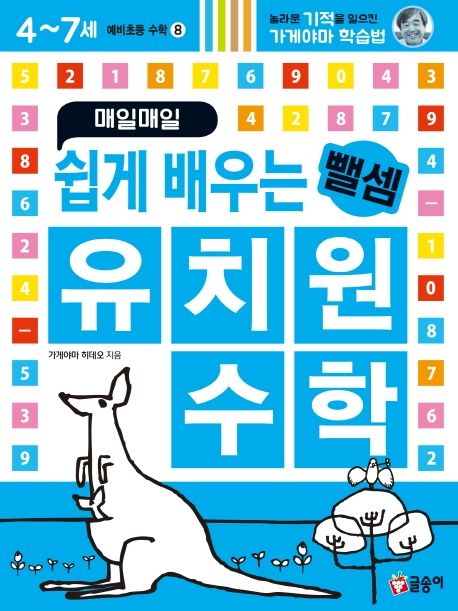 4~7세 예비초등 수학 8
놀라운 기적을 일으킨
가게야마 학습법
5 2 1 8 7 6 9 0 4 3
매일매일 4 2 8 7 9
3
8
6
2
4
－
5
3
9
쉽게 배우는 뺄셈
유치원
수학
4
－
1
0
8
7
6
2
가게야마 히데오 지음
글송이